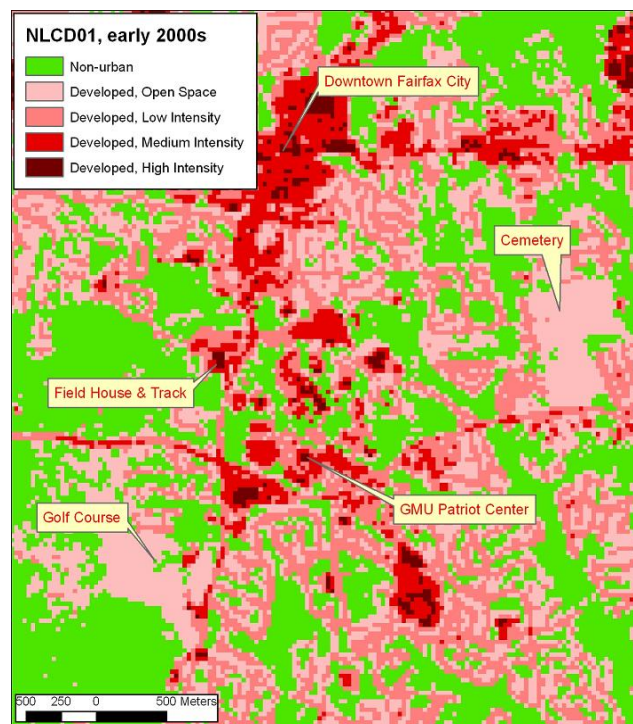 NLCD01, early 2000s
Non-urban
Developed, Open Space
Developed, Low Intensity
Developed, Medium Intensity
Developed, High Intensity
Downtown Fairfax City
Cemetery
Field House & Track
GMU Patriot Center
Golf Course
500 250 0 500 Meters